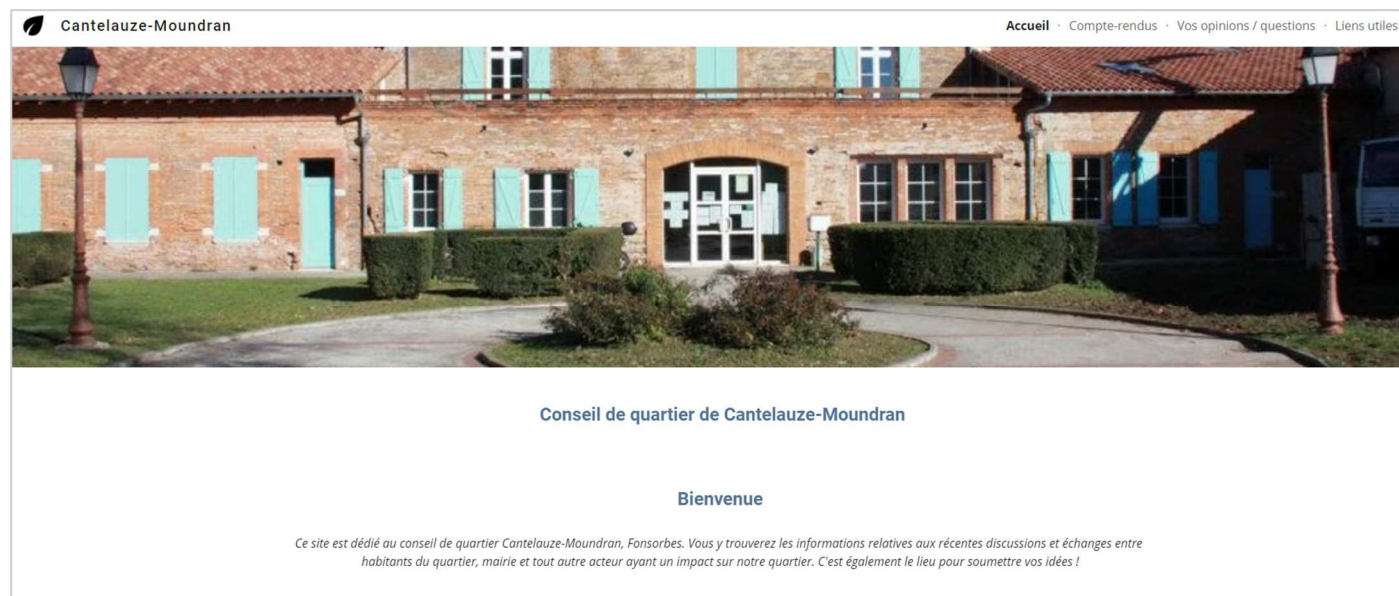 Cantelauze-Moundran
Accueil · Compte-rendus · Vos opinions / questions · Liens utiles
Conseil de quartier de Cantelauze-Moundran
Bienvenue
Ce site est dédié au conseil de quartier Cantelauze-Moundran, Fonsorbes. Vous y trouverez les informations relatives aux récentes discussions et échanges entre
habitants du quartier, mairie et tout autre acteur ayant un impact sur notre quartier. C'est également le lieu pour soumettre vos idées !